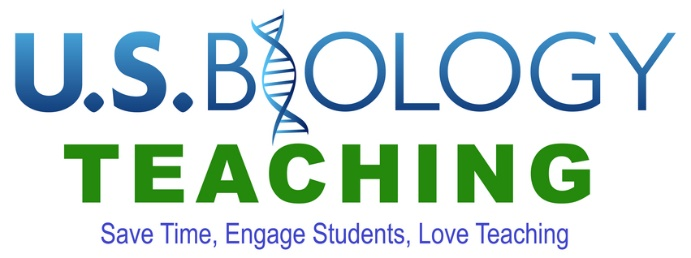 U.S.BIOLOGY
TEACHING
Save Time, Engage Students, Love Teaching